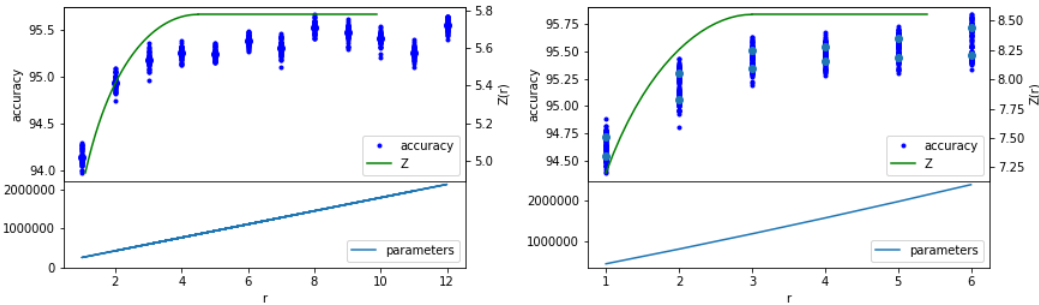 95.5
95.0
94.5
94.0
accuracy
5.8
5.6
5.4
5.2
5.0
Z(r)
accuracy
Z
2000000
1000000
0
parameters
2 4 6 8 10 12
r
95.75
95.50
95.25
95.00
94.75
94.50
accuracy
8.50
8.25
8.00
7.75
7.50
7.25
Z(r)
accuracy
Z
2000000
1000000
parameters
1 2 3 4 5 6
r